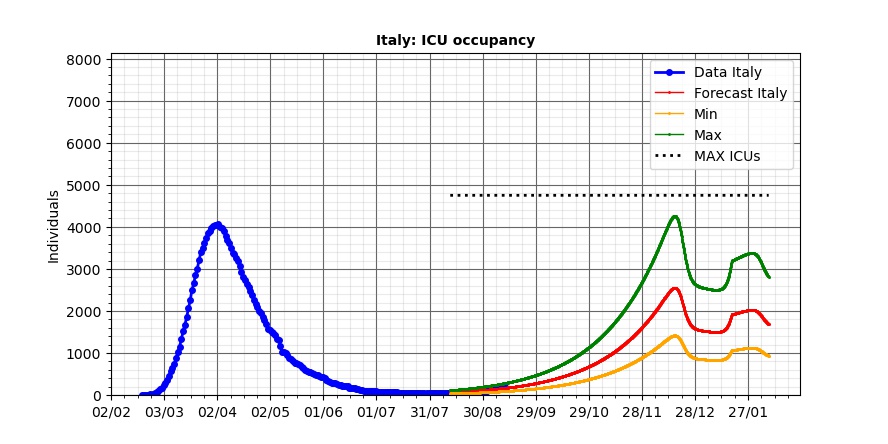 Italy: ICU occupancy
Individuals
8000
7000
6000
5000
4000
3000
2000
1000
0
02/02 03/03 02/04 02/05 01/06 01/07 31/07 30/08 29/09 29/10 28/11 28/12 27/01
Data Italy
Forecast Italy
Min
Max
MAX ICUs